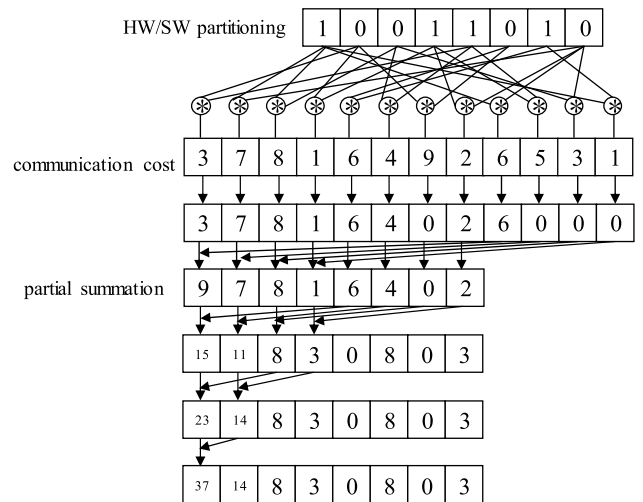 HW/SW partitioning 1 0 0 1 1 0 1 0
* * * * * * * * * * * *
communication cost 3 7 8 1 6 4 9 2 6 5 3 1
3 7 8 1 6 4 0 2 6 0 0 0
partial summation 9 7 8 1 6 4 0 2
15 11 8 3 0 8 0 3
23 14 8 3 0 8 0 3
37 14 8 3 0 8 0 3